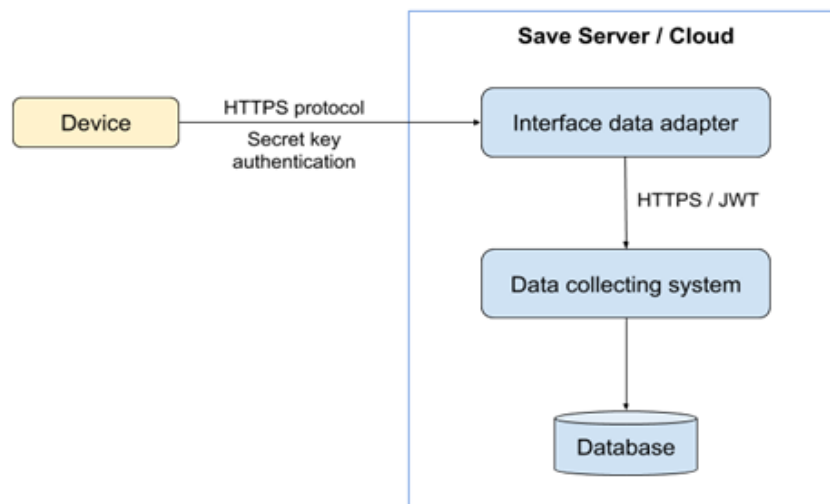 Save Server / Cloud
Device
HTTPS protocol
Secret key
authentication
Interface data adapter
HTTPS / JWT
Data collecting system
Database